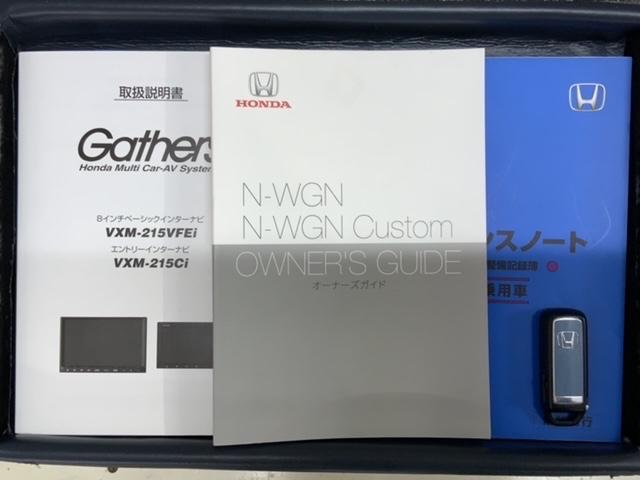 取扱説明書
Gathers
Honda Multi Car-AV System
8インチベーシックインターナビ
VXM-215VFEi
エントリーインターナビ
VXM-215Ci
HONDA
N-WGN
N-WGN Custom
OWNER'S GUIDE
オーナーズガイド
ンスノート
整備記録簿
乗用車
行